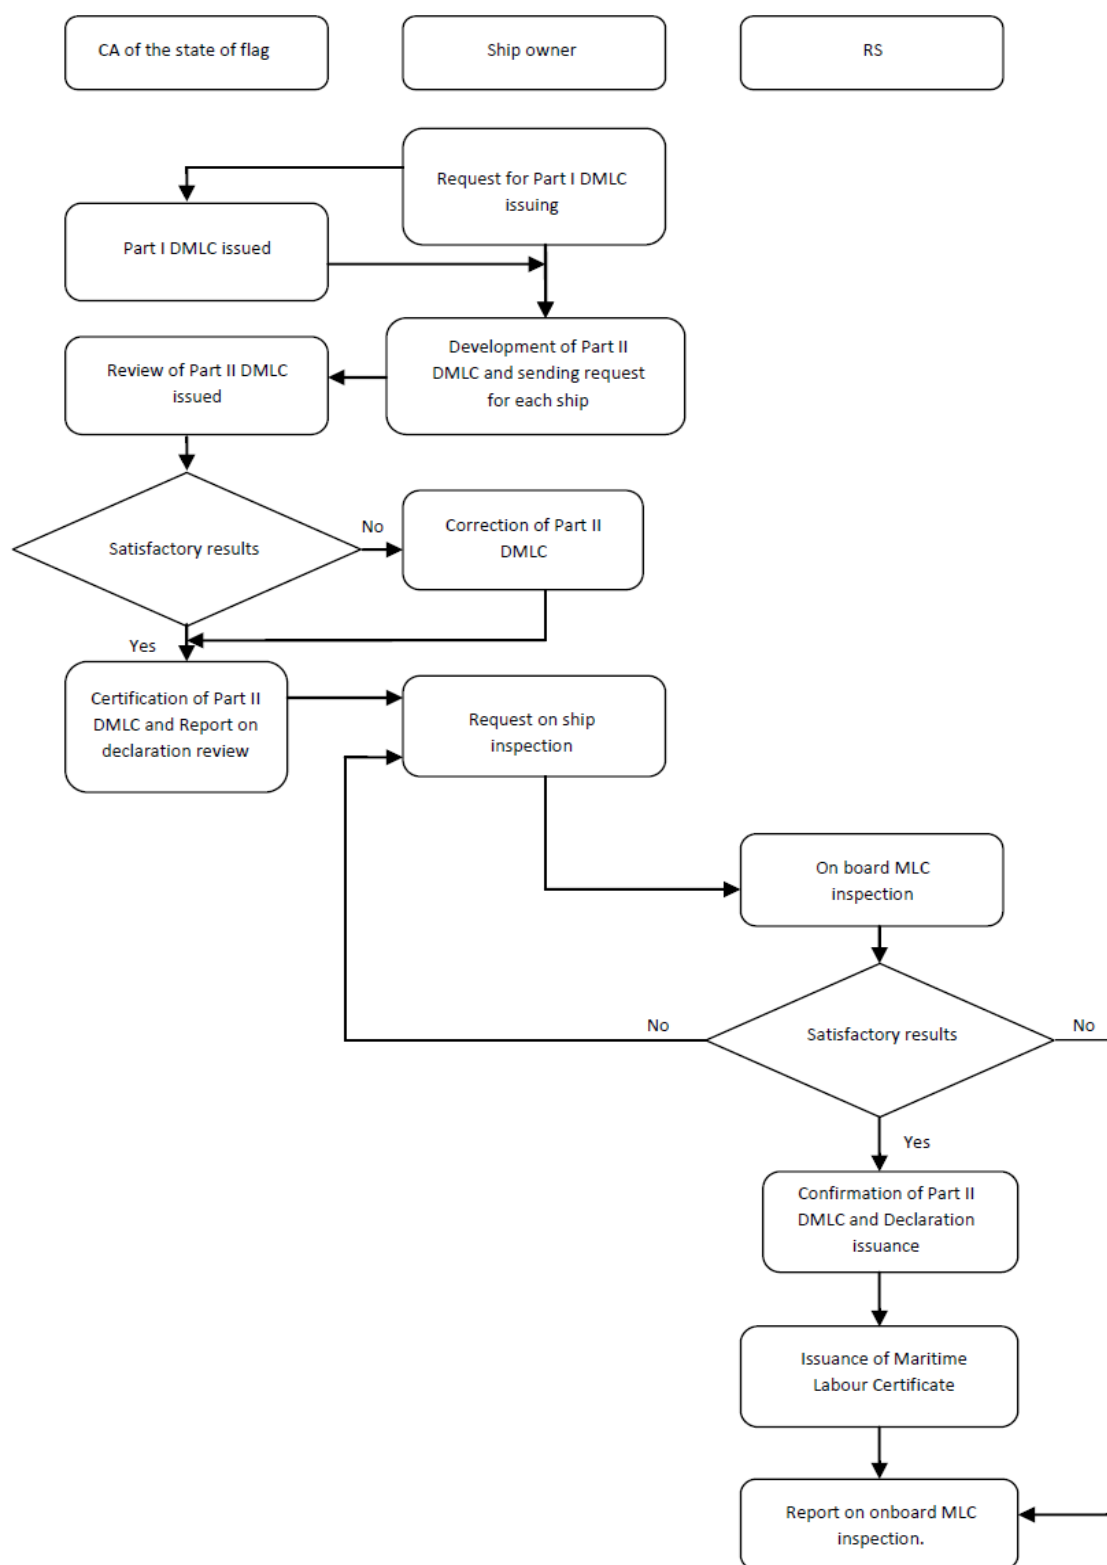 CA of the state of flag
Ship owner
RS
Request for Part I DMLC
issuing
Part I DMLC issued
Development of Part II
DMLC and sending request
for each ship
Review of Part II DMLC
issued
Satisfactory results
No
Correction of Part II
DMLC
Yes
Certification of Part II
DMLC and Report on
declaration review
Request on ship
inspection
On board MLC
inspection
No
Satisfactory results
No
Yes
Confirmation of Part II
DMLC and Declaration
issuance
Issuance of Maritime
Labour Certificate
Report on onboard MLC
inspection.